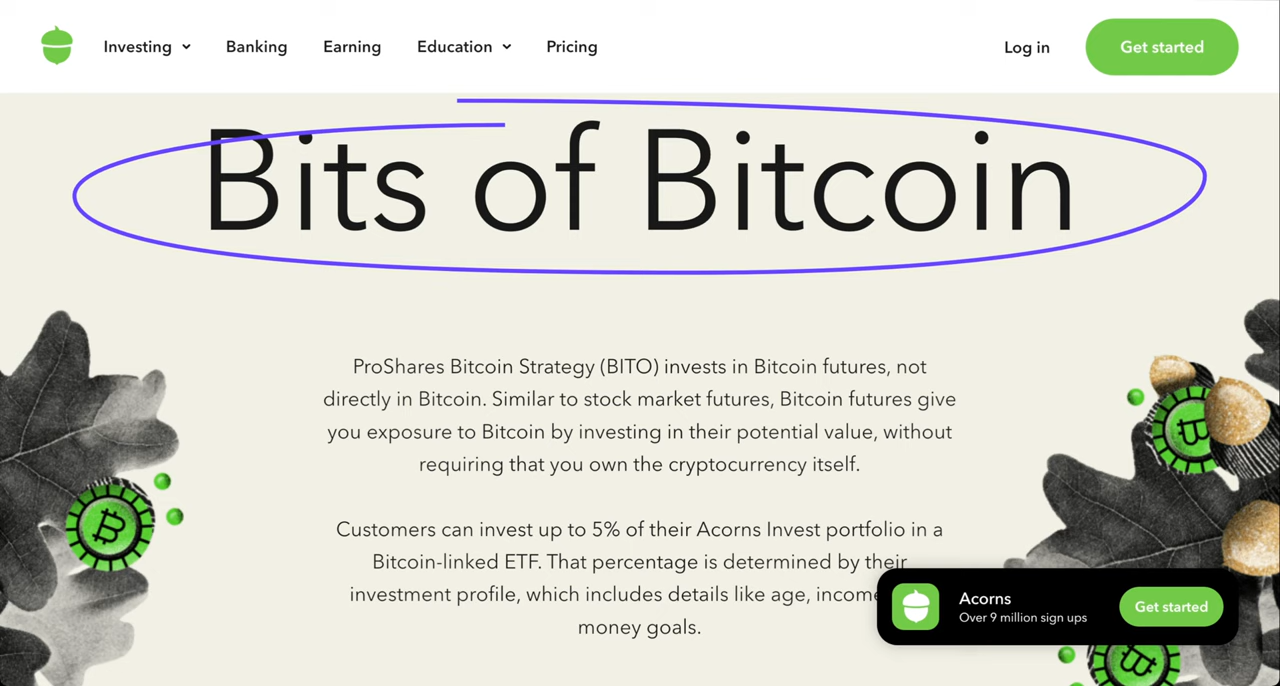 Investing Banking Earning Education Pricing Log in Get started
Bits of Bitcoin
ProShares Bitcoin Strategy (BITO) invests in Bitcoin futures, not
directly in Bitcoin. Similar to stock market futures, Bitcoin futures give
you exposure to Bitcoin by investing in their potential value, without
requiring that you own the cryptocurrency itself.
Customers can invest up to 5% of their Acorns Invest portfolio in a
Bitcoin-linked ETF. That percentage is determined by their
investment profile, which includes details like age, income
money goals.
Acorns
Over 9 million sign ups
Get started